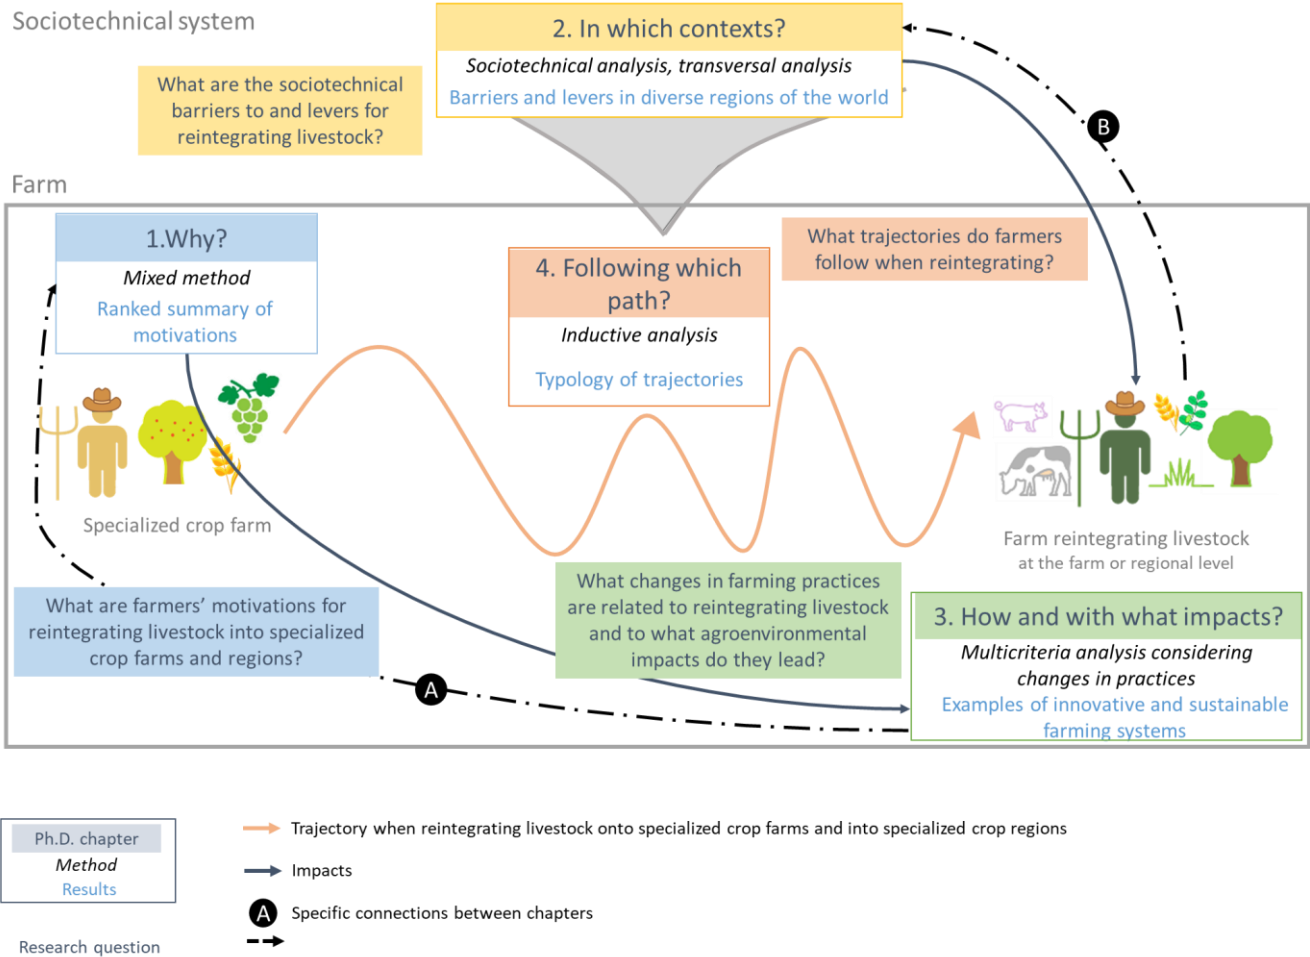 Sociotechnical system
2. In which contexts?
Sociotechnical analysis, transversal analysis
Barriers and levers in diverse regions of the world
What are the sociotechnical
barriers to and levers for
reintegrating livestock?
B
Farm
1.Why?
Mixed method
Ranked summary of
motivations
4. Following which
path?
Inductive analysis
Typology of trajectories
What trajectories do farmers
follow when reintegrating?
Specialized crop farm
Farm reintegrating livestock
at the farm or regional level
What are farmers’ motivations for
reintegrating livestock into specialized
crop farms and regions?
A
What changes in farming practices
are related to reintegrating livestock
and to what agroenvironmental
impacts do they lead?
3. How and with what impacts?
Multicriteria analysis considering
changes in practices
Examples of innovative and sustainable
farming systems
Ph.D. chapter
Method
Results
Research question
Trajectory when reintegrating livestock onto specialized crop farms and into specialized crop regions
Impacts
A
Specific connections between chapters